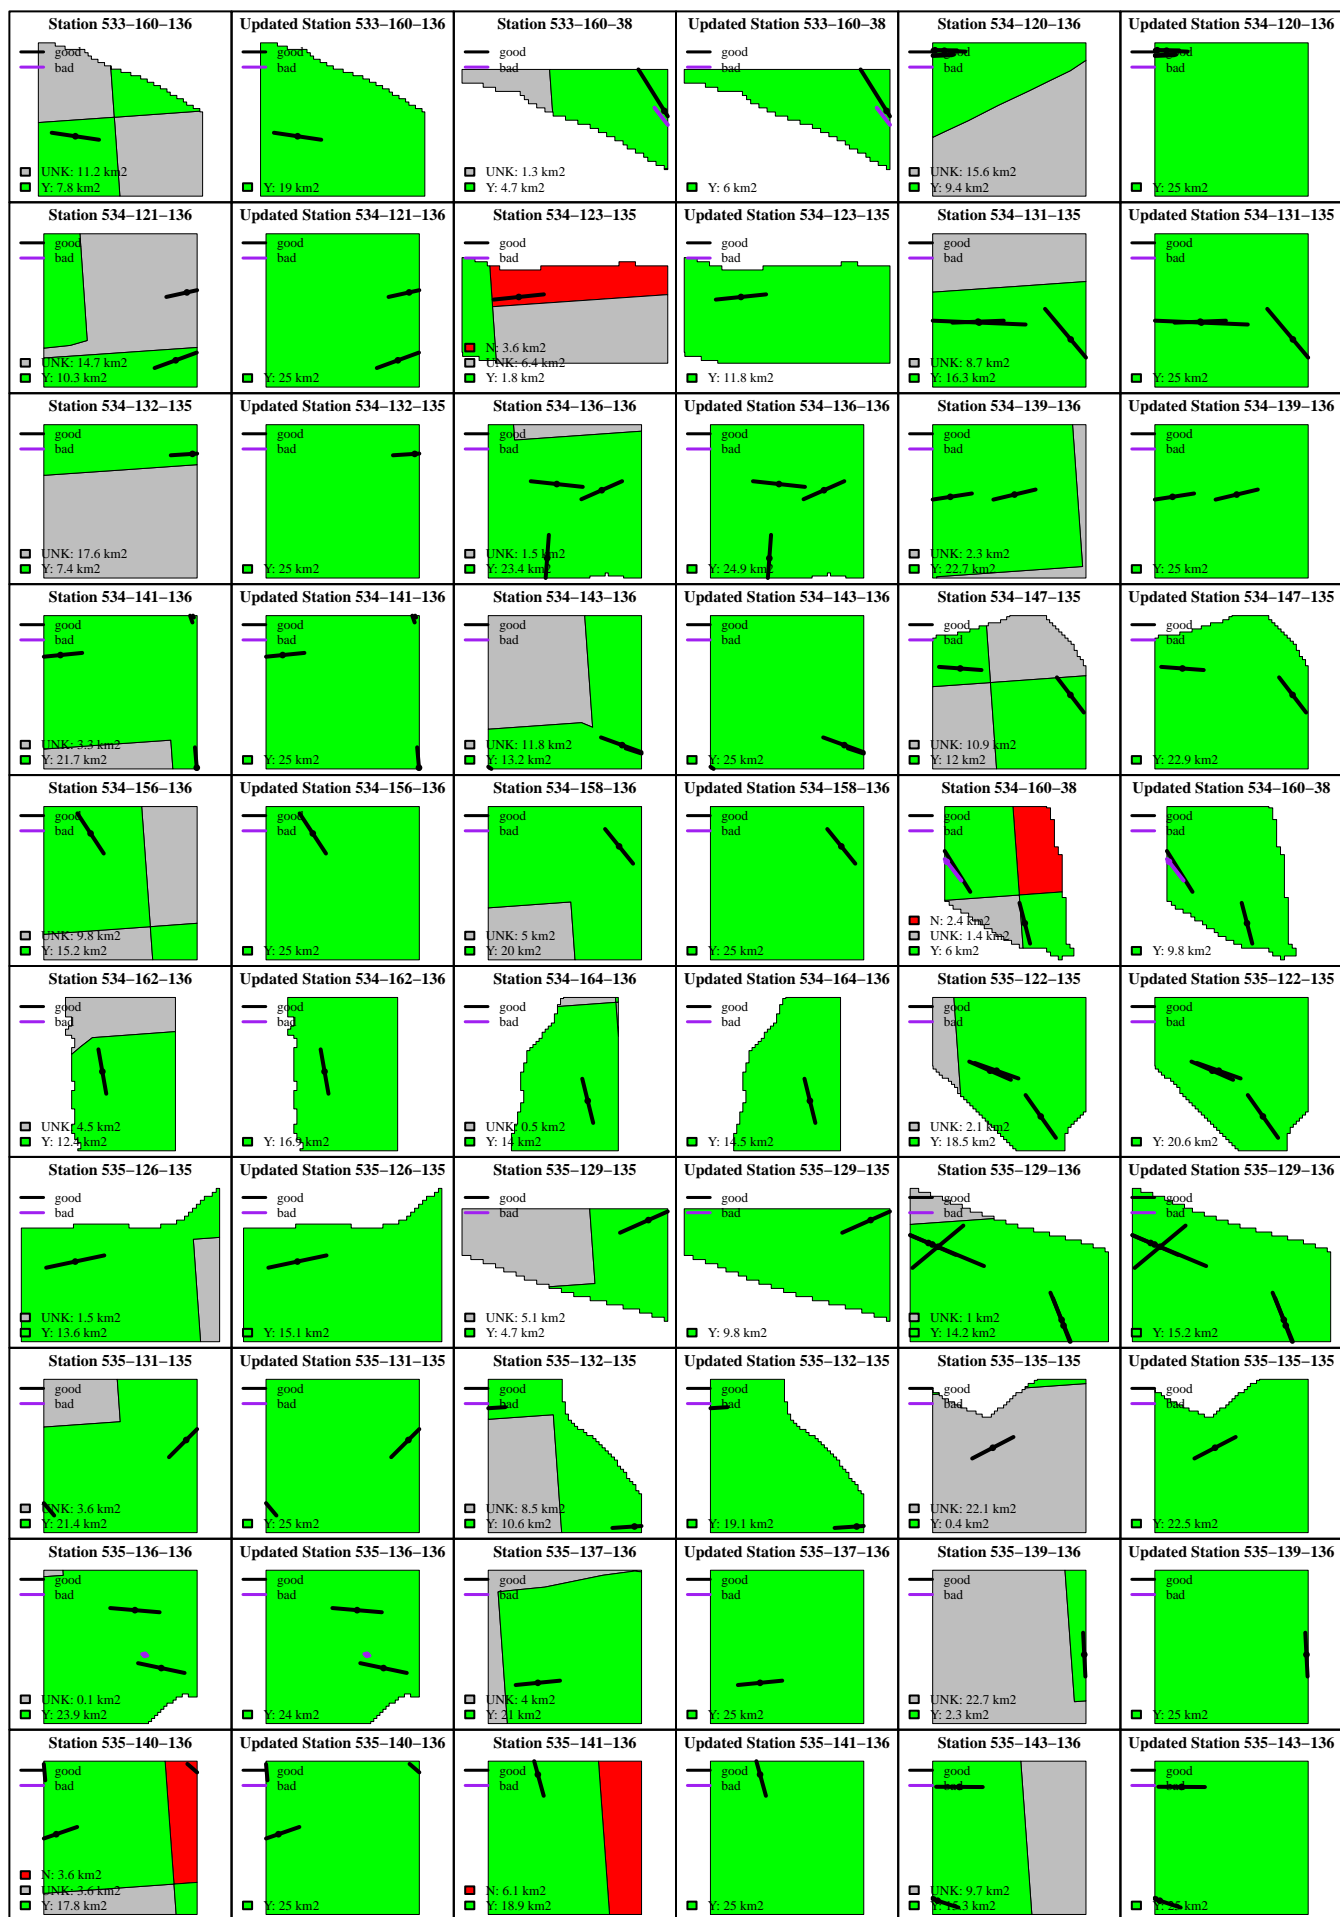 Station 533−160−136
good
bad
UNK: 11.2 km2
Y: 7.8 km2
Updated Station 533−160−136
good
bad
Y: 19 km2
Station 533−160−38
good
bad
UNK: 1.3 km2
Y: 4.7 km2
Updated Station 533−160−38
good
bad
Y: 6 km2
Station 534−120−136
good
bad
UNK: 15.6 km2
Y: 9.4 km2
Updated Station 534−120−136
good
bad
Y: 25 km2
Station 534−121−136
good
bad
UNK: 14.7 km2
Y: 10.3 km2
Updated Station 534−121−136
good
bad
Y: 25 km2
Station 534−123−135
good
bad
N: 3.6 km2
UNK: 6.4 km2
Y: 1.8 km2
Updated Station 534−123−135
good
bad
Y: 11.8 km2
Station 534−131−135
good
bad
UNK: 8.7 km2
Y: 16.3 km2
Updated Station 534−131−135
good
bad
Y: 25 km2
Station 534−132−135
good
bad
UNK: 17.6 km2
Y: 7.4 km2
Updated Station 534−132−135
good
bad
Y: 25 km2
Station 534−136−136
good
bad
UNK: 1.5 km2
Y: 23.4 km2
Updated Station 534−136−136
good
bad
Y: 24.9 km2
Station 534−139−136
good
bad
UNK: 2.3 km2
Y: 22.7 km2
Updated Station 534−139−136
good
bad
Y: 25 km2
Station 534−141−136
good
bad
UNK: 3.3 km2
Y: 21.7 km2
Updated Station 534−141−136
good
bad
Y: 25 km2
Station 534−143−136
good
bad
UNK: 11.8 km2
Y: 13.2 km2
Updated Station 534−143−136
good
bad
Y: 25 km2
Station 534−147−135
good
bad
UNK: 10.9 km2
Y: 12 km2
Updated Station 534−147−135
good
bad
Y: 22.9 km2
Station 534−156−136
good
bad
UNK: 9.8 km2
Y: 15.2 km2
Updated Station 534−156−136
good
bad
Y: 25 km2
Station 534−158−136
good
bad
UNK: 5 km2
Y: 20 km2
Updated Station 534−158−136
good
bad
Y: 25 km2
Station 534−160−38
good
bad
N: 2.4 km2
UNK: 1.4 km2
Y: 6 km2
Updated Station 534−160−38
good
bad
Y: 9.8 km2
Station 534−162−136
good
bad
UNK: 4.5 km2
Y: 12.4 km2
Updated Station 534−162−136
good
bad
Y: 16.9 km2
Station 534−164−136
good
bad
UNK: 0.5 km2
Y: 14 km2
Updated Station 534−164−136
good
bad
Y: 14.5 km2
Station 535−122−135
good
bad
UNK: 2.1 km2
Y: 18.5 km2
Updated Station 535−122−135
good
bad
Y: 20.6 km2
Station 535−126−135
good
bad
UNK: 1.5 km2
Y: 13.6 km2
Updated Station 535−126−135
good
bad
Y: 15.1 km2
Station 535−129−135
good
bad
UNK: 5.1 km2
Y: 4.7 km2
Updated Station 535−129−135
good
bad
Y: 9.8 km2
Station 535−129−136
good
bad
UNK: 1 km2
Y: 14.2 km2
Updated Station 535−129−136
good
bad
Y: 15.2 km2
Station 535−131−135
good
bad
UNK: 3.6 km2
Y: 21.4 km2
Updated Station 535−131−135
good
bad
Y: 25 km2
Station 535−132−135
good
bad
UNK: 8.5 km2
Y: 10.6 km2
Updated Station 535−132−135
good
bad
Y: 19.1 km2
Station 535−135−135
good
bad
UNK: 22.1 km2
Y: 0.4 km2
Updated Station 535−135−135
good
bad
Y: 22.5 km2
Station 535−136−136
good
bad
UNK: 0.1 km2
Y: 23.9 km2
Updated Station 535−136−136
good
bad
Y: 24 km2
Station 535−137−136
good
bad
UNK: 4 km2
Y: 21 km2
Updated Station 535−137−136
good
bad
Y: 25 km2
Station 535−139−136
good
bad
UNK: 22.7 km2
Y: 2.3 km2
Updated Station 535−139−136
good
bad
Y: 25 km2
Station 535−140−136
good
bad
N: 3.6 km2
UNK: 3.6 km2
Y: 17.8 km2
Updated Station 535−140−136
good
bad
Y: 25 km2
Station 535−141−136
good
bad
N: 6.1 km2
Y: 18.9 km2
Updated Station 535−141−136
good
bad
Y: 25 km2
Station 535−143−136
good
bad
UNK: 9.7 km2
Y: 15.3 km2
Updated Station 535−143−136
good
bad
Y: 25 km2